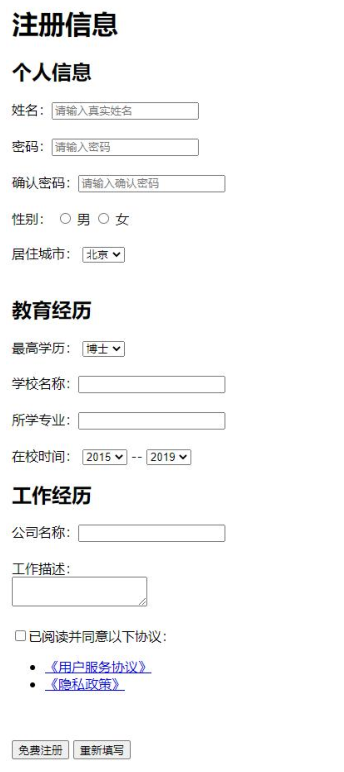 注册信息
个人信息
姓名：请输入真实姓名
密码：请输入密码
确认密码：请输入确认密码
性别： 男 女
居住城市： 北京
教育经历
最高学历： 博士
学校名称：
所学专业：
在校时间： 2015 -- 2019
工作经历
公司名称：
工作描述：
已阅读并同意以下协议：
《用户服务协议》
《隐私政策》
免费注册 重新填写